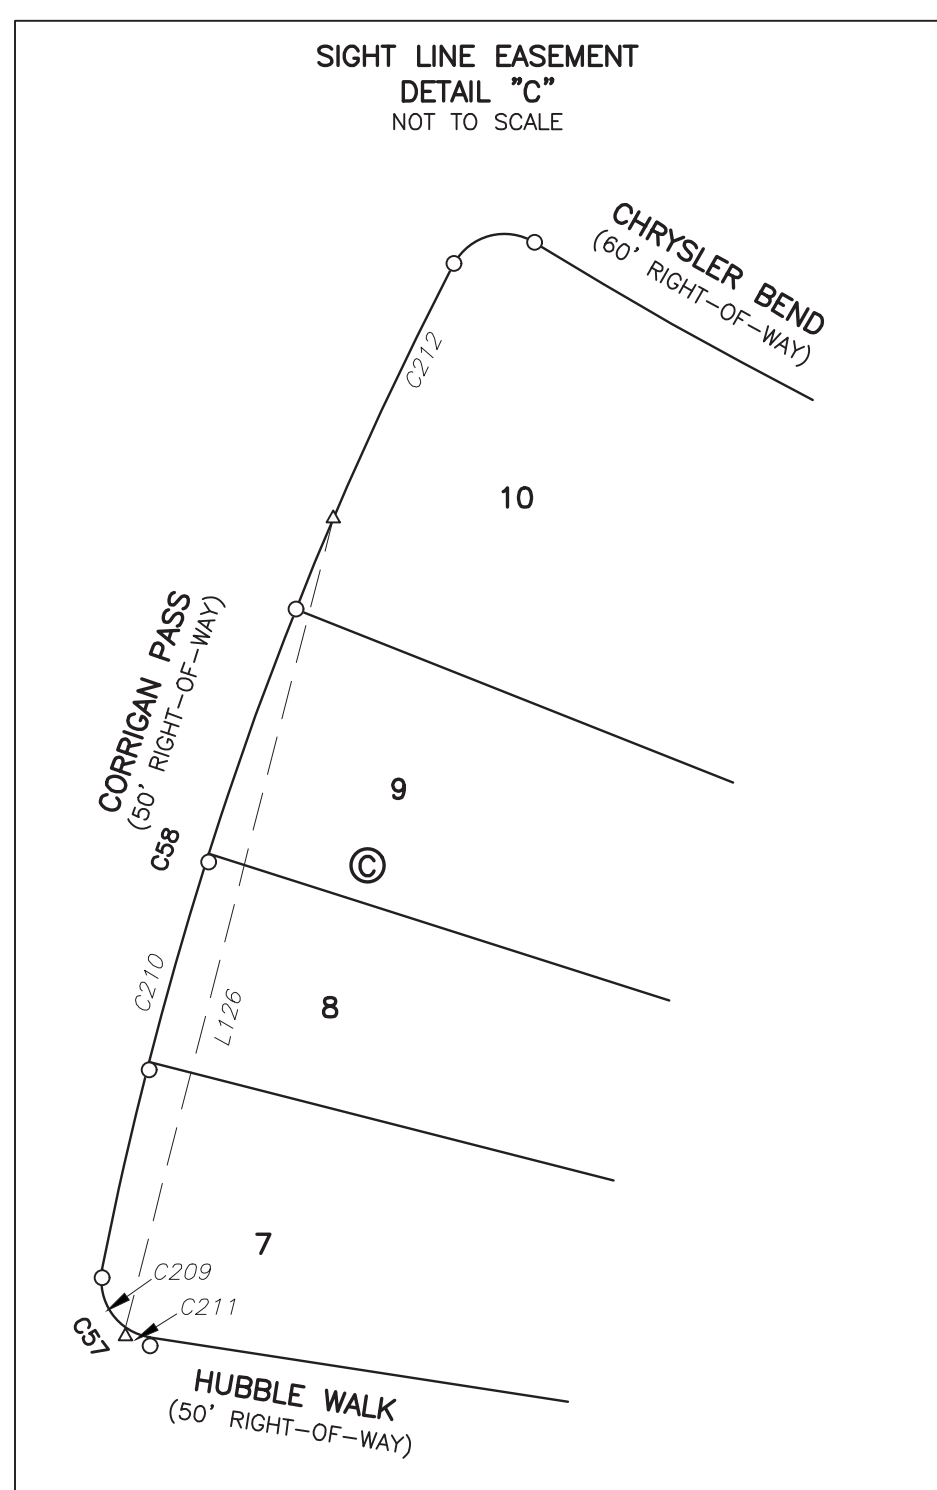 SIGHT LINE EASEMENT
DETAIL "C"
NOT TO SCALE
CHRYSLER BEND
(60' RIGHT-OF-WAY)
C212
10
CORRIGAN PASS
(50' RIGHT-OF-WAY)
9
C58
C
C210
L126
8
7
C209
C211
C57
HUBBLE WALK
(50' RIGHT-OF-WAY)